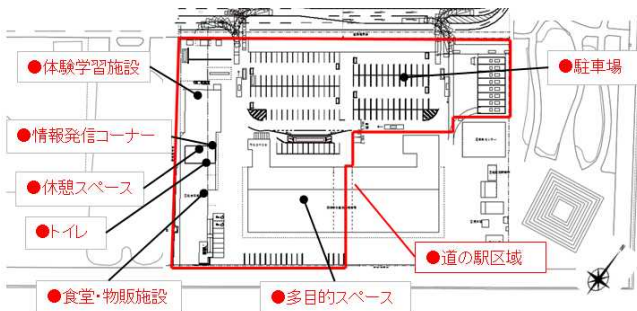 ●体験学習施設
●駐車場
●情報発信コーナー
●休憩スペース
●トイレ
●道の駅区域
●食堂・物販施設
●多目的スペース